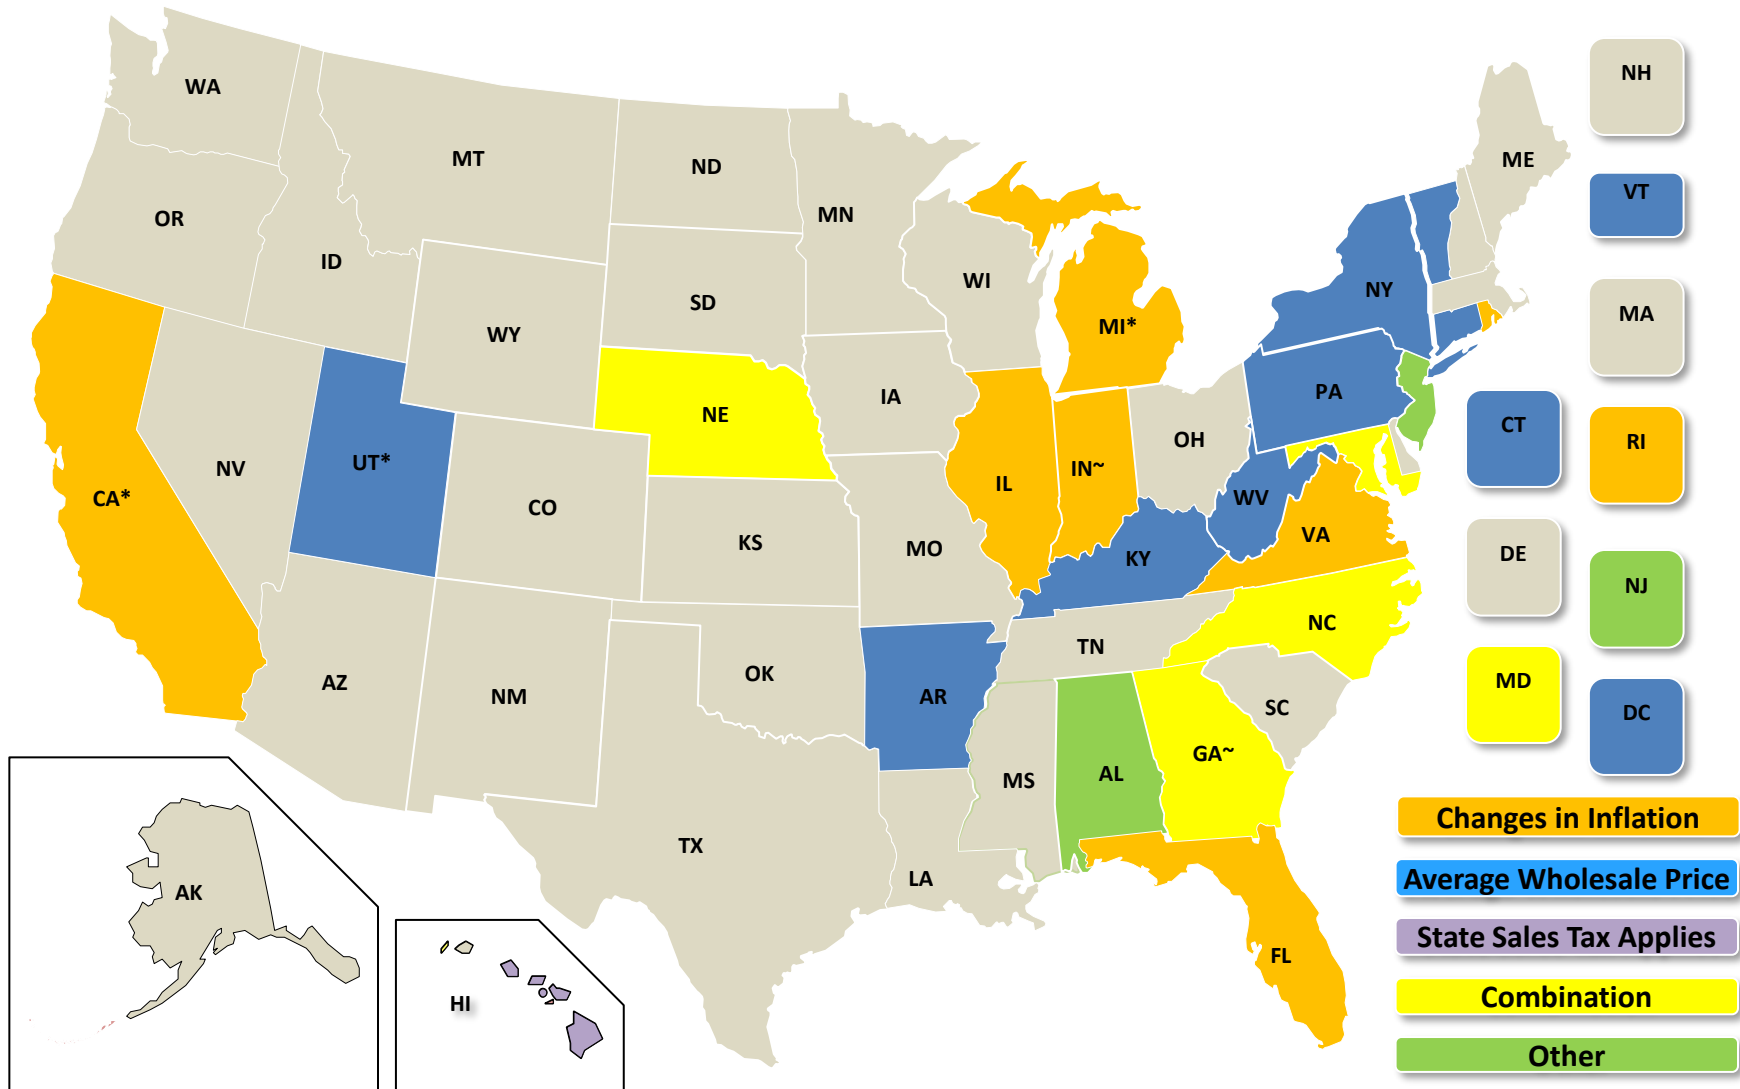 WA
MT
ND
MN
OR
ID
WY
SD
WI
MI*
NY
ME
NH
VT
MA
CT
RI
DE
NJ
MD
DC
CA*
NV
UT*
CO
NE
IA
KS
MO
IL
IN~
OH
PA
WV
KY
VA
NC
TN
SC
AZ
NM
OK
AR
TX
LA
MS
AL
GA~
FL
AK
HI
Changes in Inflation
Average Wholesale Price
State Sales Tax Applies
Combination
Other